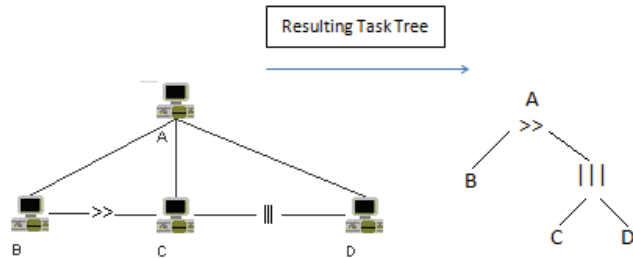 Resulting Task Tree
A
B >> C ||| D
A
>>
B
|||
C D